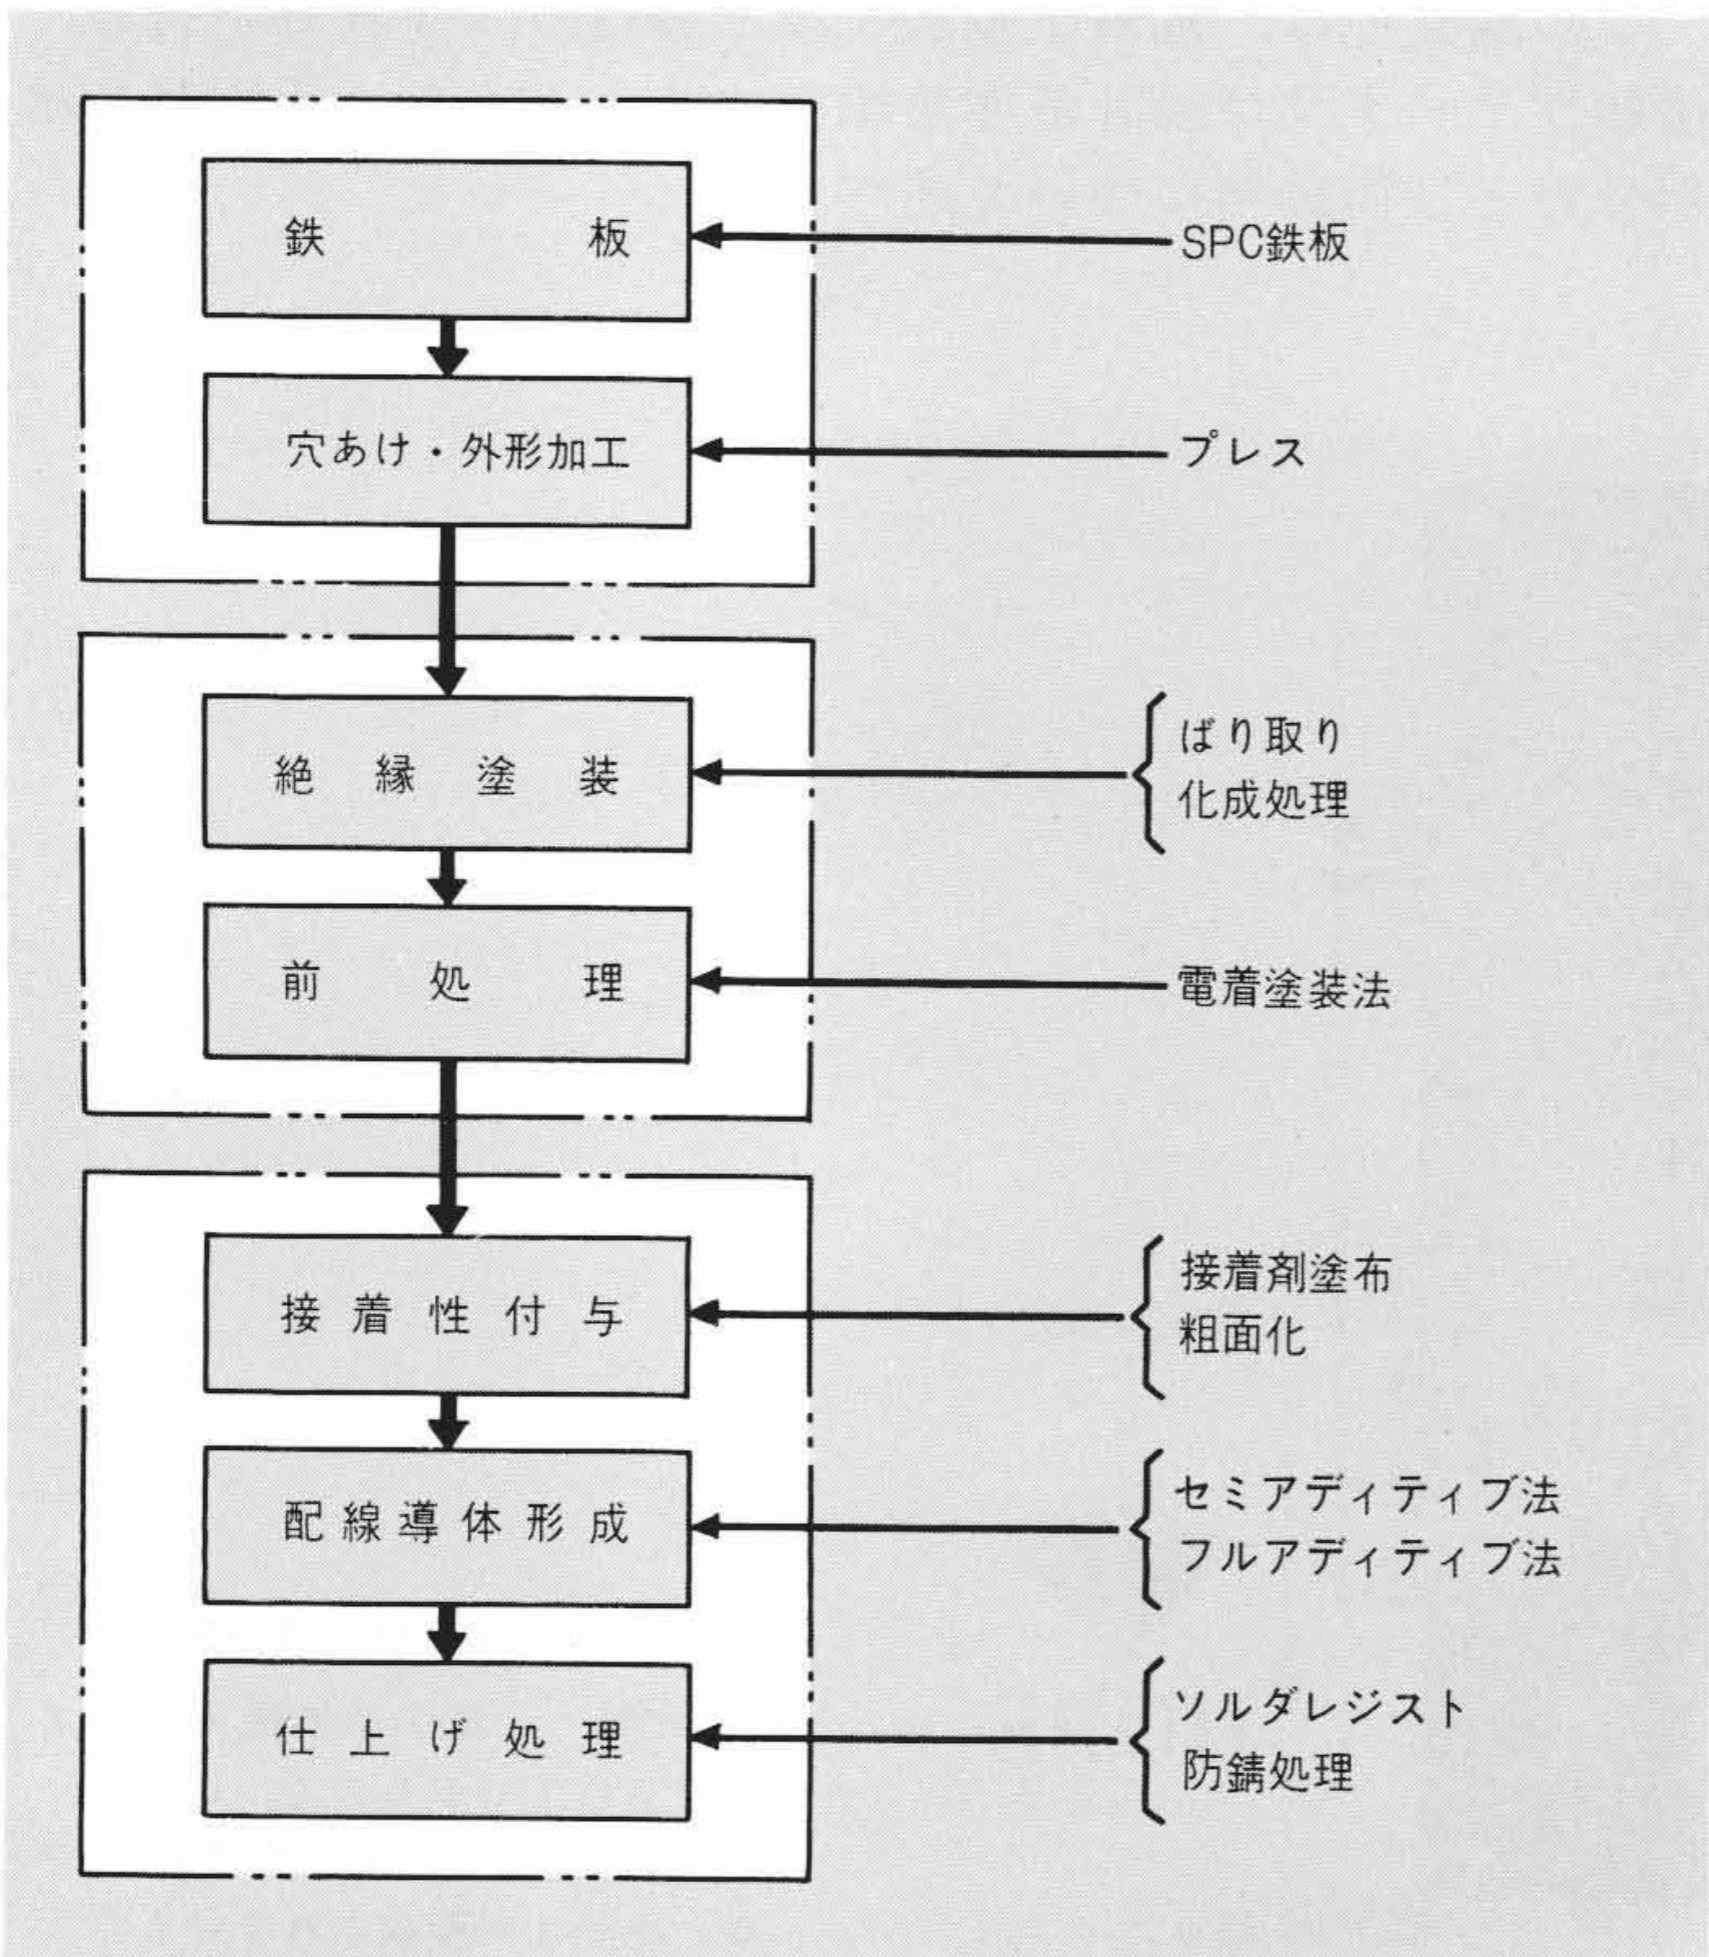 鉄板
SPC鉄板
穴あけ・外形加工
プレス
絶縁塗装
ばり取り
化成処理
前処理
電着塗装法
接着性付与
接着剤塗布
粗面化
配線導体形成
セミアディティブ法
フルアディティブ法
仕上げ処理
ソルダレジスト
防錆処理